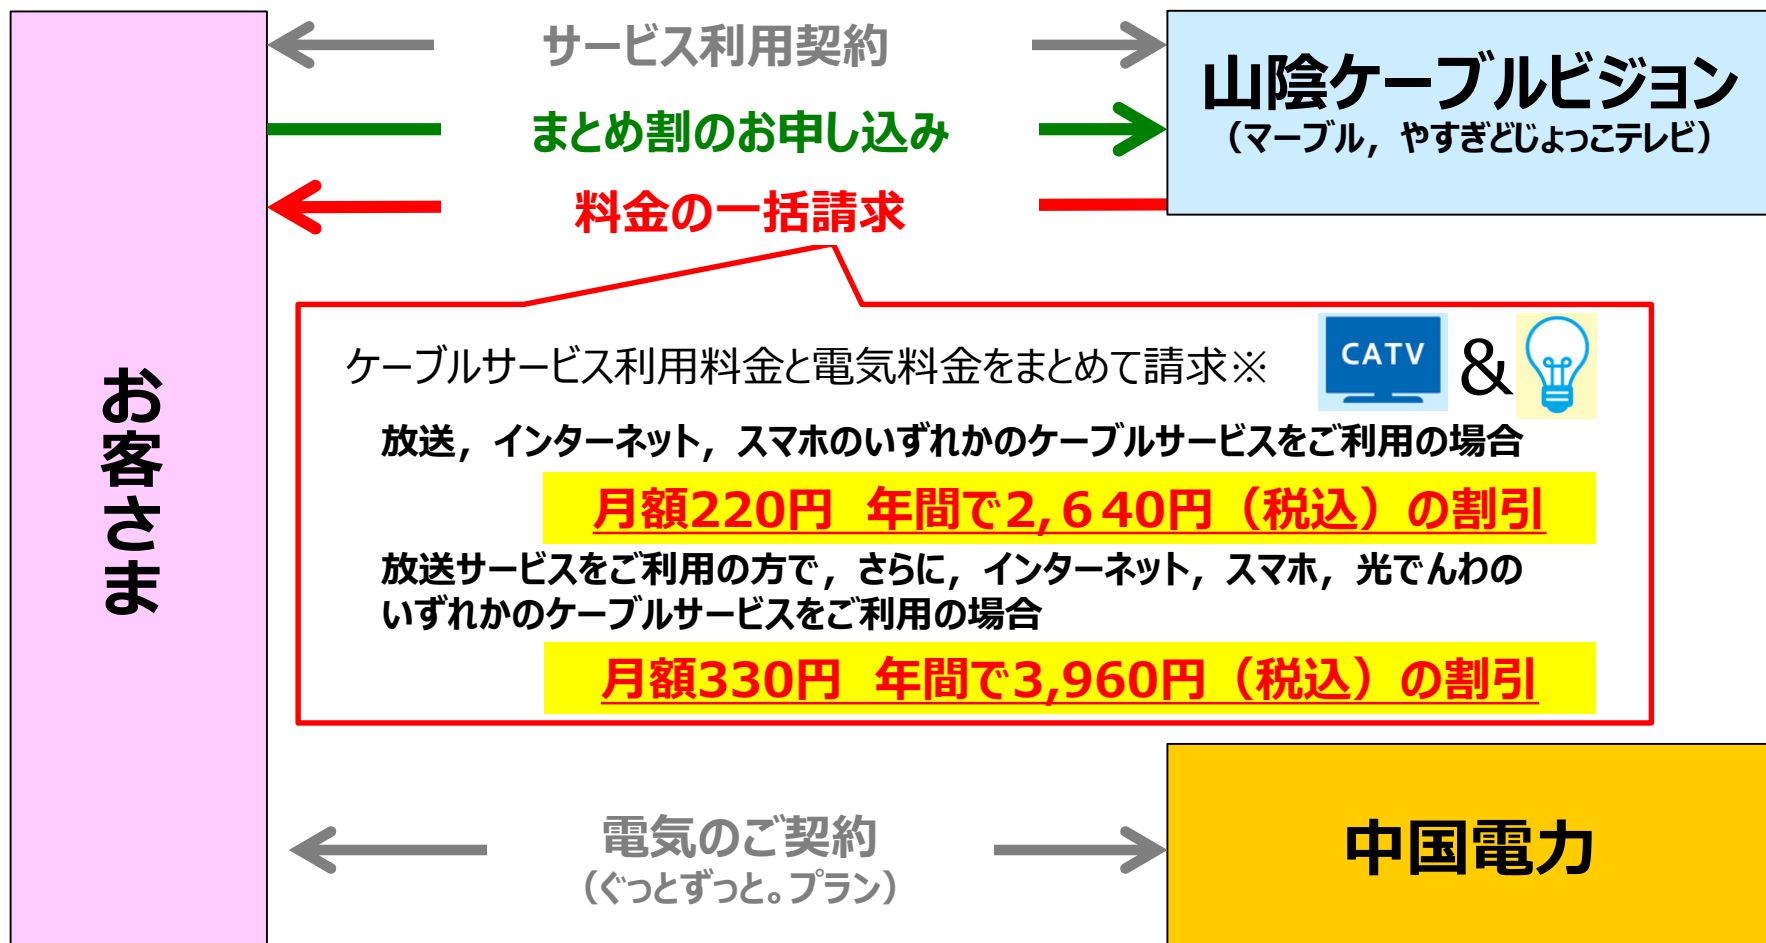 サービス利用契約
まとめ割のお申し込み
料金の一括請求
山陰ケーブルビジョン
（マーブル，やすぎどじょっこテレビ）
お客さま
ケーブルサービス利用料金と電気料金をまとめて請求※
CATV
&
放送，インターネット，スマホのいずれかのケーブルサービスをご利用の場合
月額220円 年間で2,６40円（税込）の割引
放送サービスをご利用の方で，さらに，インターネット，スマホ，光でんわの
いずれかのケーブルサービスをご利用の場合
月額330円 年間で3,960円（税込）の割引
電気のご契約
（ぐっとずっと。プラン）
中国電力